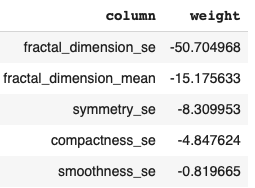 column weight
fractal_dimension_se -50.704968
fractal_dimension_mean -15.175633
symmetry_se -8.309953
compactness_se -4.847624
smoothness_se -0.819665